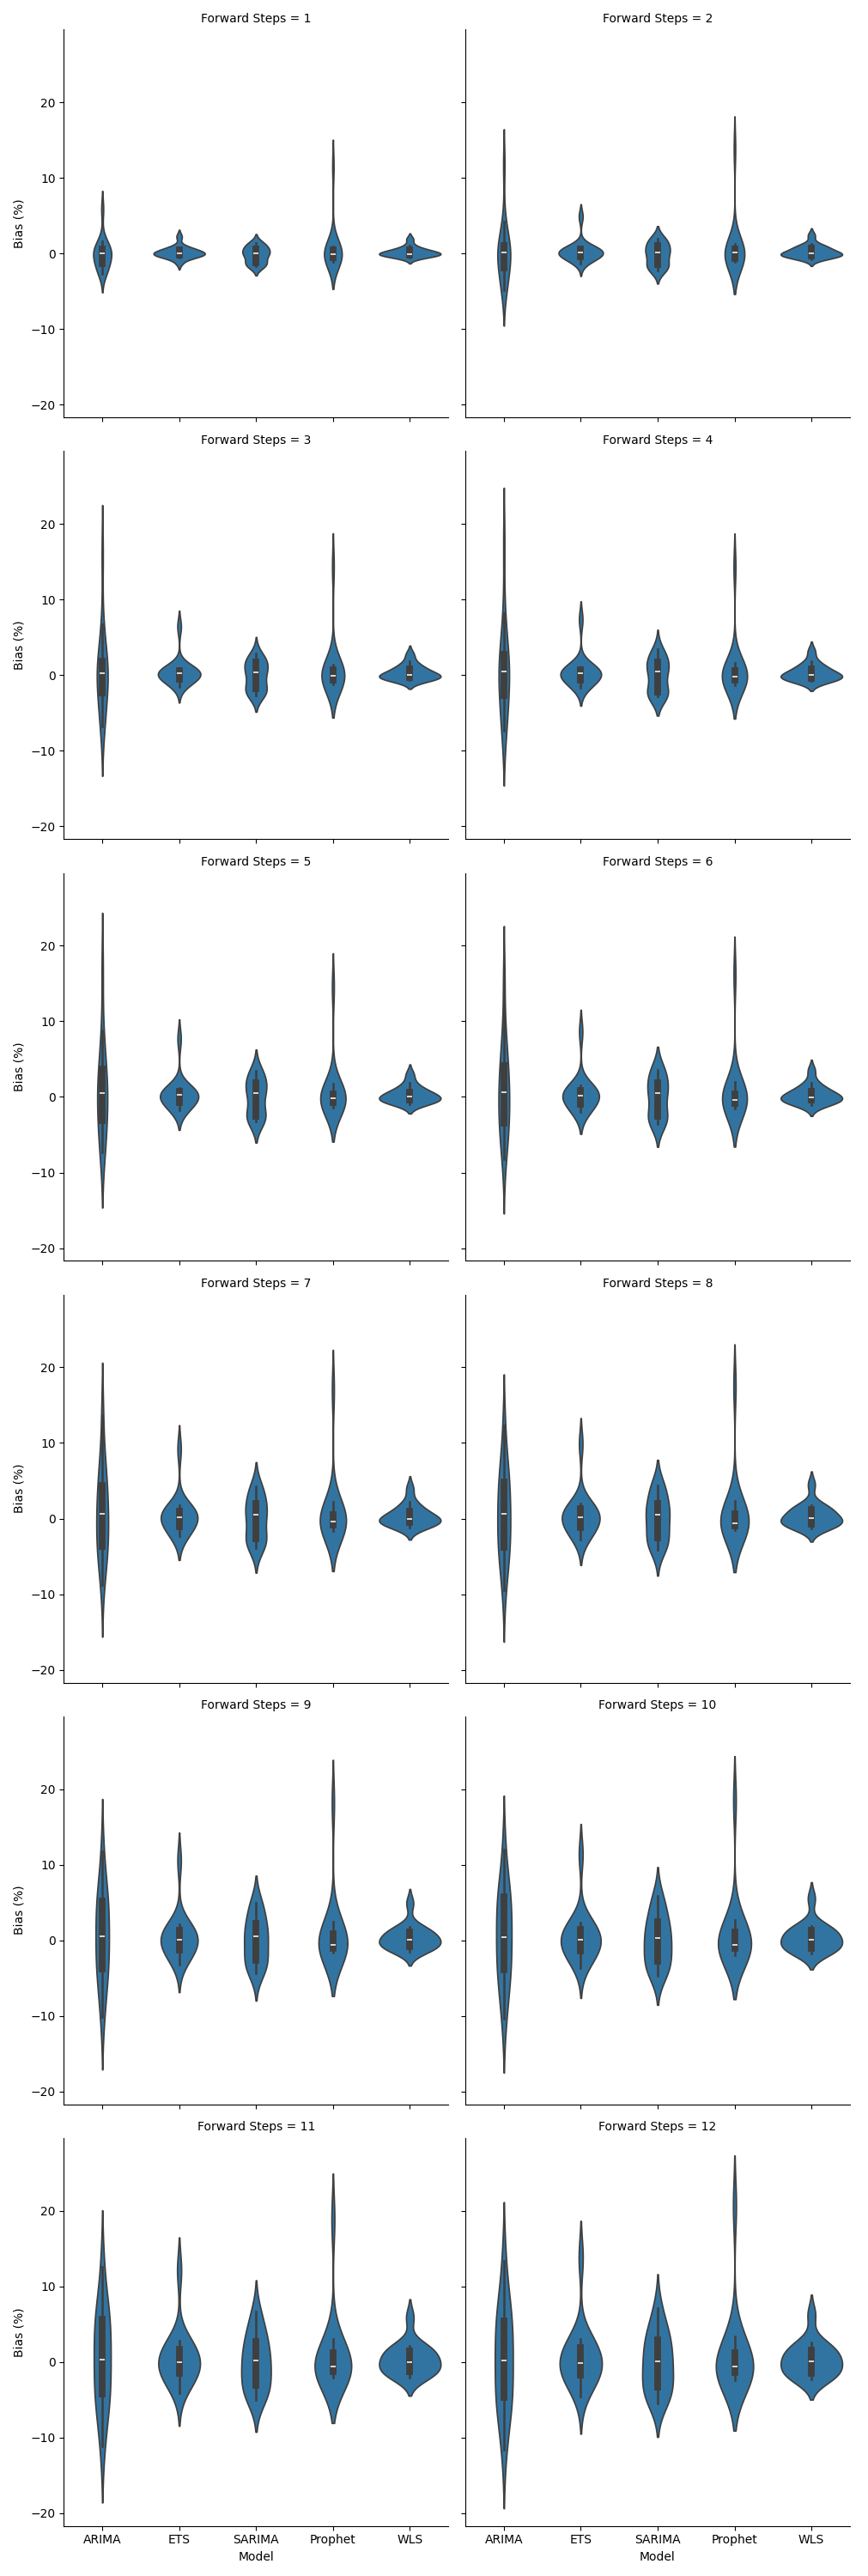 Forward Steps = 1
Forward Steps = 2
20
10
0
−10
−20
Bias (%)
Forward Steps = 3
Forward Steps = 4
20
10
0
−10
−20
Bias (%)
Forward Steps = 5
Forward Steps = 6
20
10
0
−10
−20
Bias (%)
Forward Steps = 7
Forward Steps = 8
20
10
0
−10
−20
Bias (%)
Forward Steps = 9
Forward Steps = 10
20
10
0
−10
−20
Bias (%)
Forward Steps = 11
Forward Steps = 12
20
10
0
−10
−20
Bias (%)
ARIMA ETS SARIMA Prophet WLS
Model
ARIMA ETS SARIMA Prophet WLS
Model